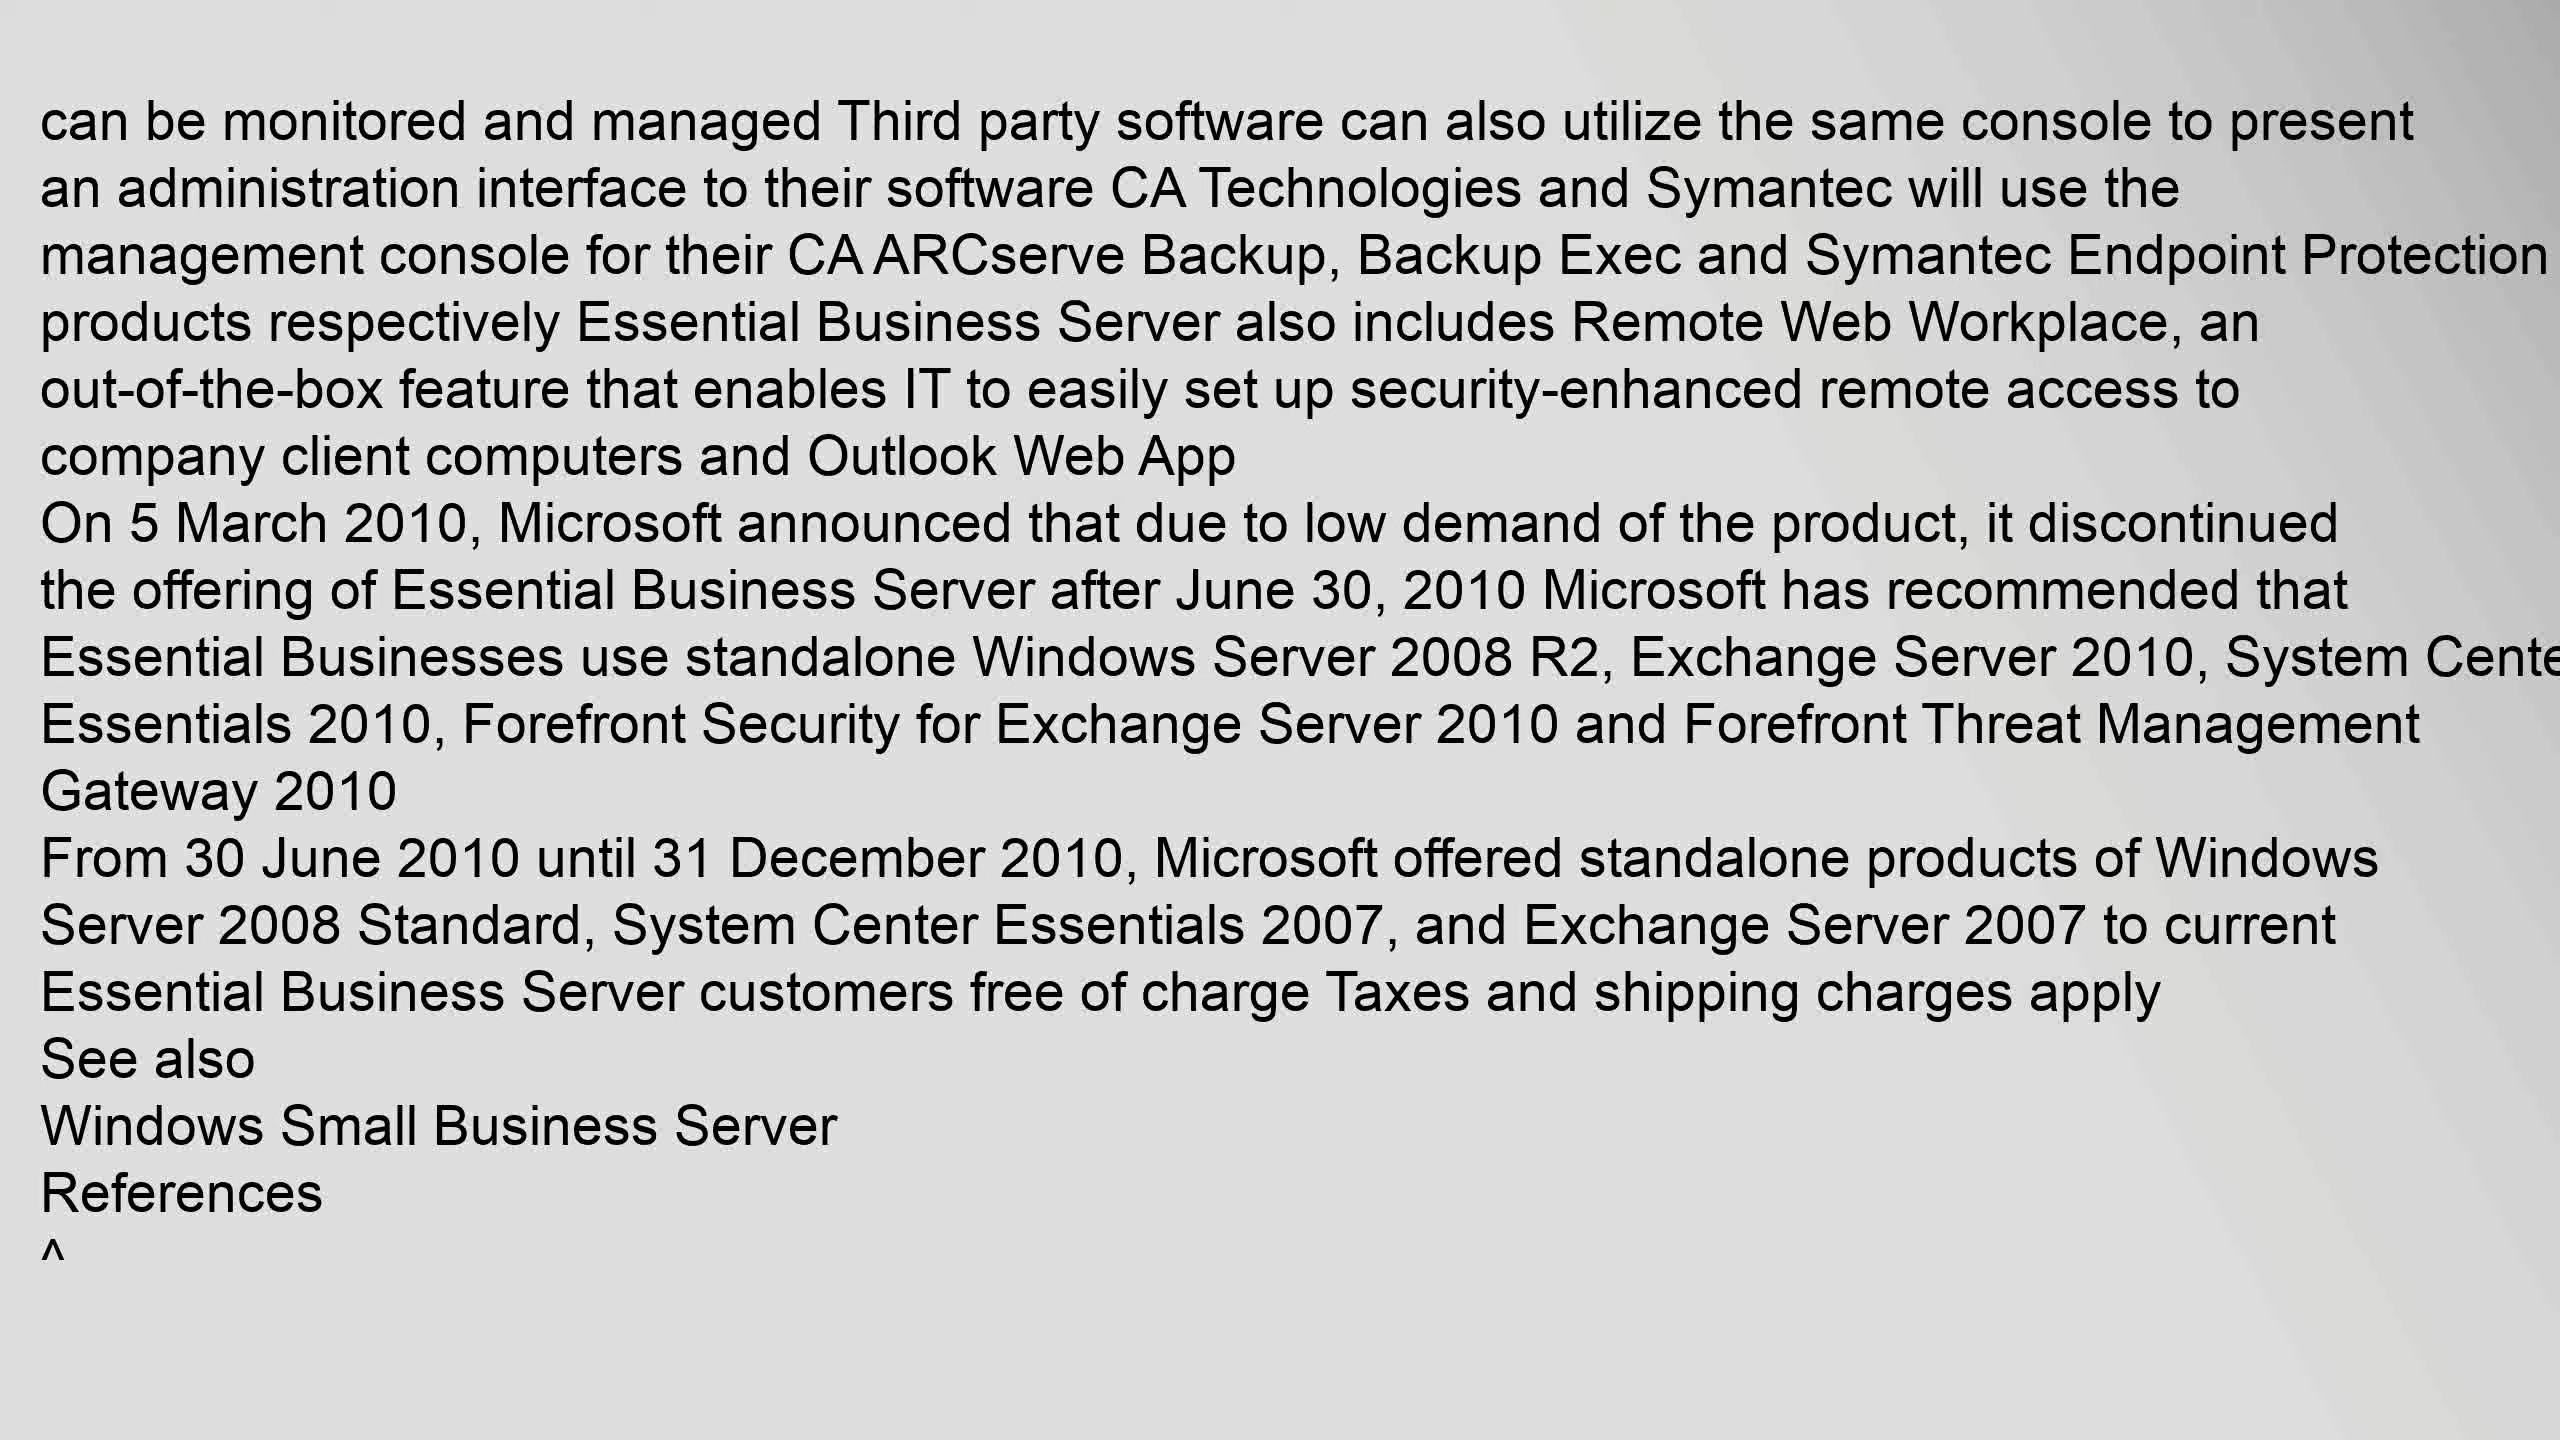 can be monitored and managed Third party software can also utilize the same console to present
an administration interface to their software CA Technologies and Symantec will use the
management console for their CA ARCserve Backup, Backup Exec and Symantec Endpoint Protection
products respectively Essential Business Server also includes Remote Web Workplace, an
out-of-the-box feature that enables IT to easily set up security-enhanced remote access to
company client computers and Outlook Web App
On 5 March 2010, Microsoft announced that due to low demand of the product, it discontinued
the offering of Essential Business Server after June 30, 2010 Microsoft has recommended that
Essential Businesses use standalone Windows Server 2008 R2, Exchange Server 2010, System Cente
Essentials 2010, Forefront Security for Exchange Server 2010 and Forefront Threat Management
Gateway 2010
From 30 June 2010 until 31 December 2010, Microsoft offered standalone products of Windows
Server 2008 Standard, System Center Essentials 2007, and Exchange Server 2007 to current
Essential Business Server customers free of charge Taxes and shipping charges apply
See also
Windows Small Business Server
References
^